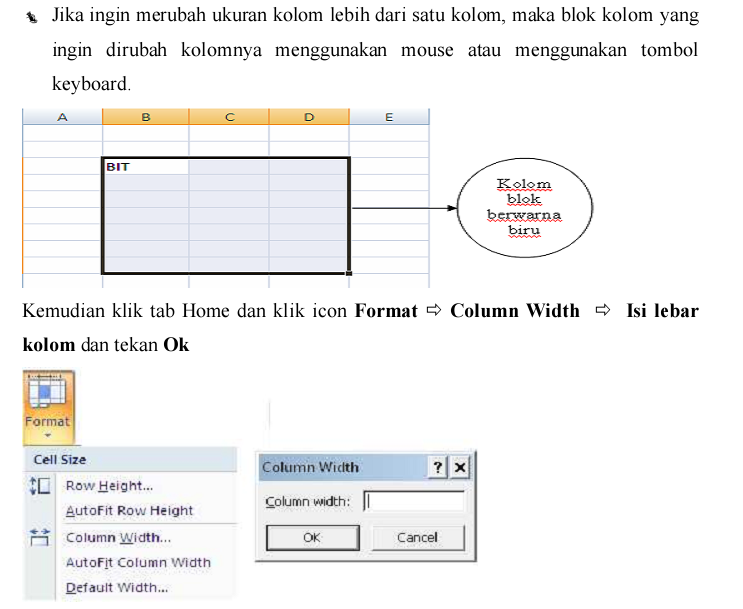 Jika ingin merubah ukuran kolom lebih dari satu kolom, maka blok kolom yang
ingin dirubah kolomnya menggunakan mouse atau menggunakan tombol
keyboard.
A B C D E
BIT
Kolom
blok
berwarna
biru
Kemudian klik tab Home dan klik icon Format ⇨ Column Width ⇨ Isi lebar
kolom dan tekan Ok
Format
Cell Size
Row Height...
AutoFit Row Height
Column Width...
AutoFit Column Width
Default Width...
Column Width
Column width:
OK Cancel